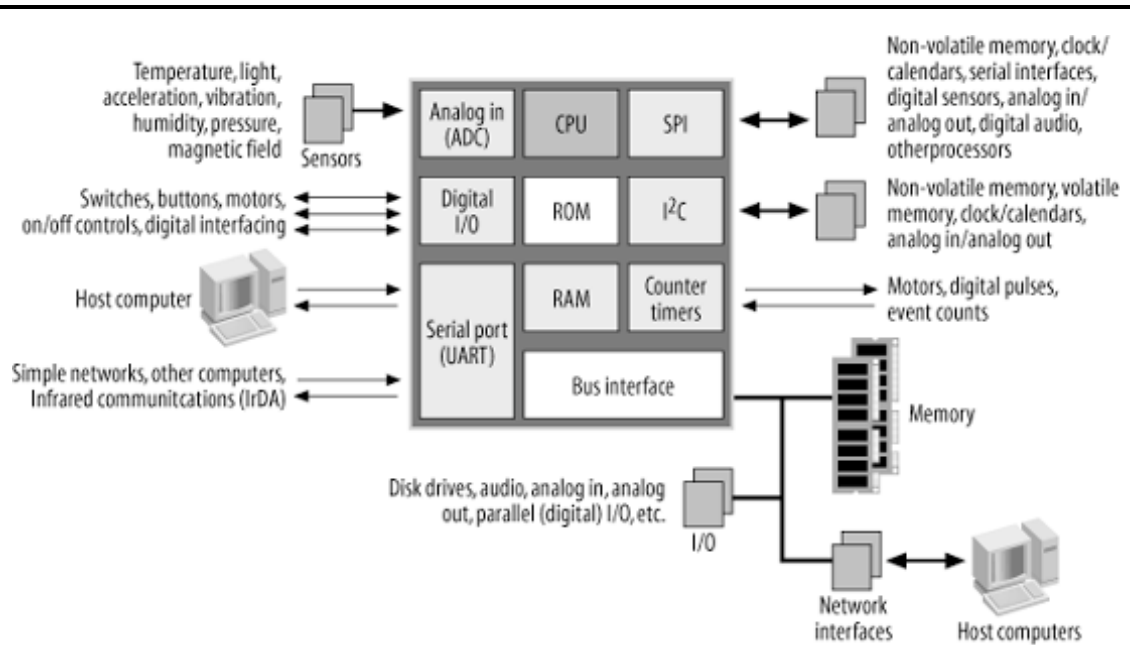 Temperature, light,
acceleration, vibration,
humidity, pressure,
magnetic field
Sensors
Analog in
(ADC)
CPU
SPI
Non-volatile memory, clock/
calendars, serial interfaces,
digital sensors, analog in/
analog out, digital audio,
otherprocessors
Switches, buttons, motors,
on/off controls, digital interfacing
Digital
I/O
ROM
I²C
Non-volatile memory, volatile
memory, clock/calendars,
analog in/analog out
Host computer
Serial port
(UART)
RAM
Counter
timers
Motors, digital pulses,
event counts
Simple networks, other computers,
Infrared communitcations (IrDA)
Bus interface
Memory
Disk drives, audio, analog in, analog
out, parallel (digital) I/O, etc.
I/O
Network
interfaces
Host computers